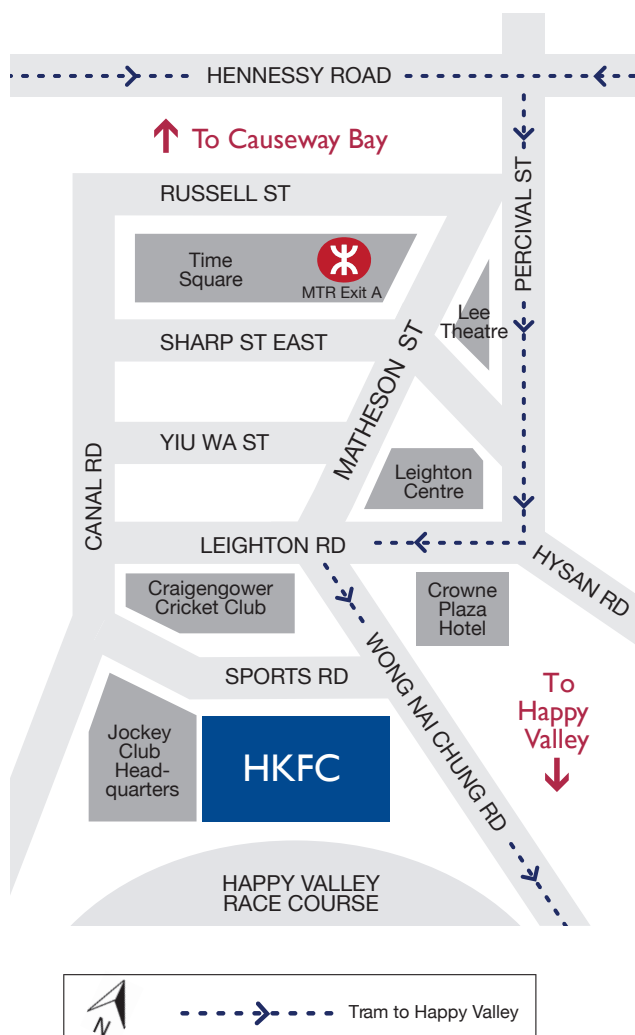 HENNESSY ROAD
To Causeway Bay
RUSSELL ST
PERCIVAL ST
Time
Square
MTR Exit A
Lee
Theatre
SHARP ST EAST
MATHESON ST
YIU WA ST
Leighton
Centre
CANAL RD
LEIGHTON RD
HYSAN RD
Craigengower
Cricket Club
Crowne
Plaza
Hotel
WONG NAI CHUNG RD
SPORTS RD
To
Happy
Valley
Jockey
Club
Head-
quarters
HKFC
HAPPY VALLEY
RACE COURSE
N
Tram to Happy Valley